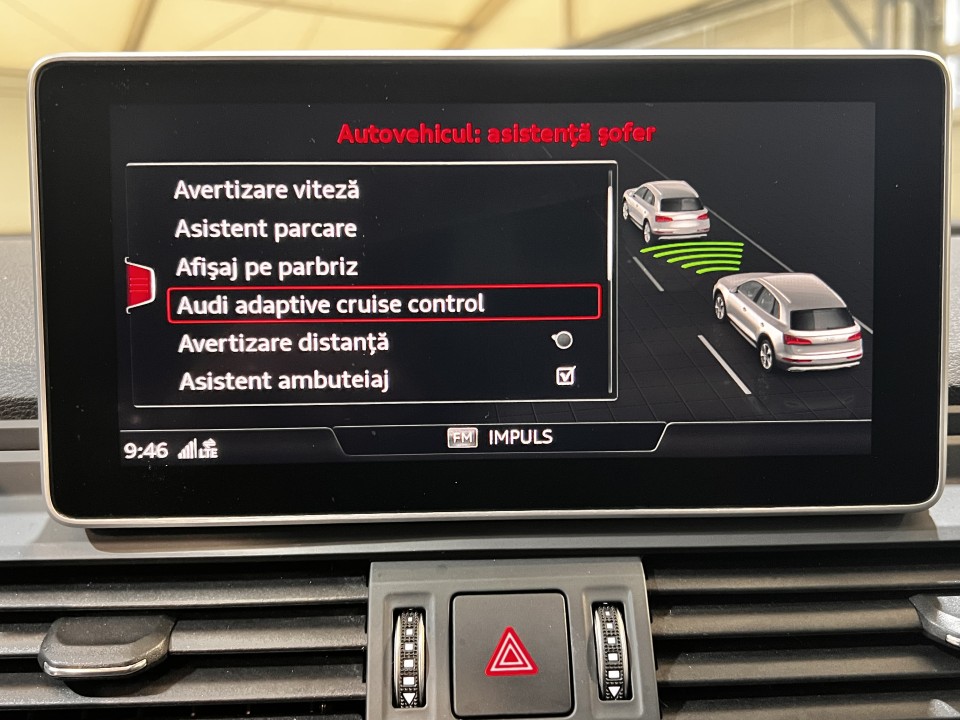 Autovehicul: asistență șofer
Avertizare viteză
Asistent parcare
Afișaj pe parbriz
Audi adaptive cruise control
Avertizare distanță
Asistent ambuteiaj
9:46 LTE
FM IMPULS